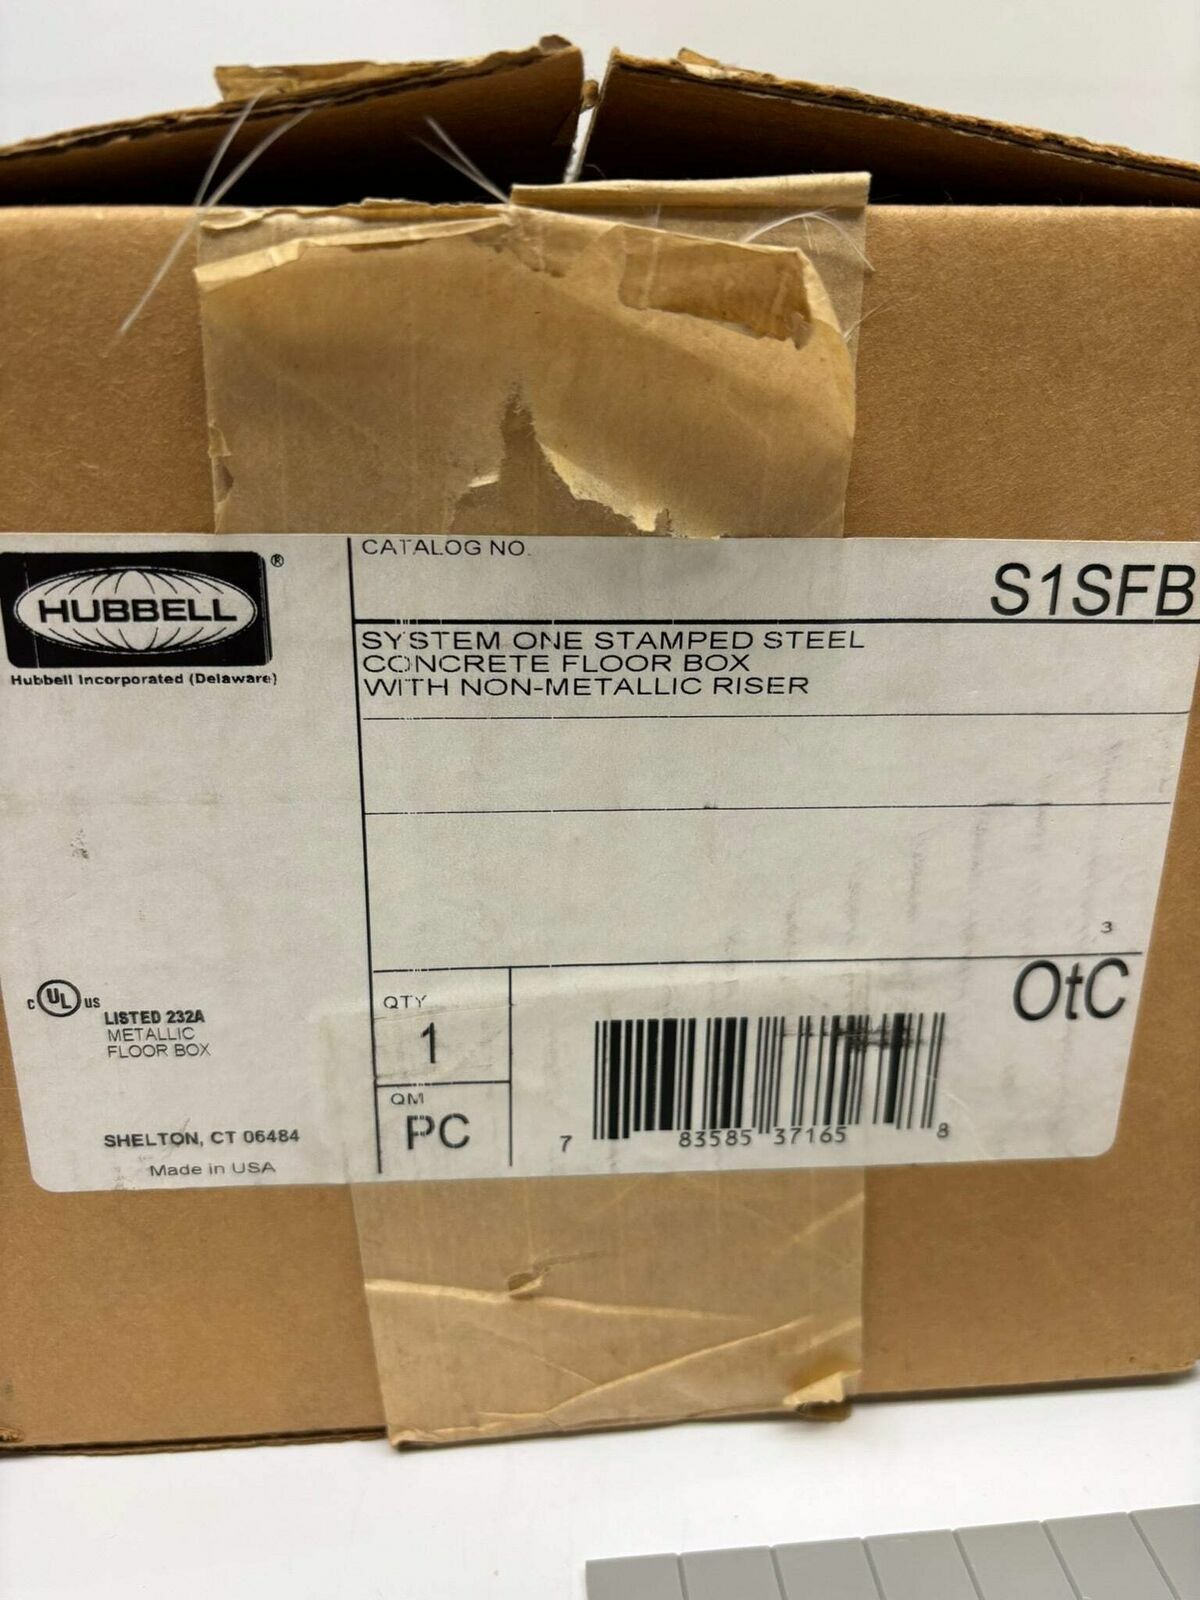 HUBBELL®
Hubbell Incorporated (Delaware)
CATALOG NO.
S1SFB
SYSTEM ONE STAMPED STEEL
CONCRETE FLOOR BOX
WITH NON-METALLIC RISER
3
OtC
c UL us
LISTED 232A
METALLIC
FLOOR BOX
SHELTON, CT 06484
Made in USA
QTY
1
QM
PC
7 83585 37165 8